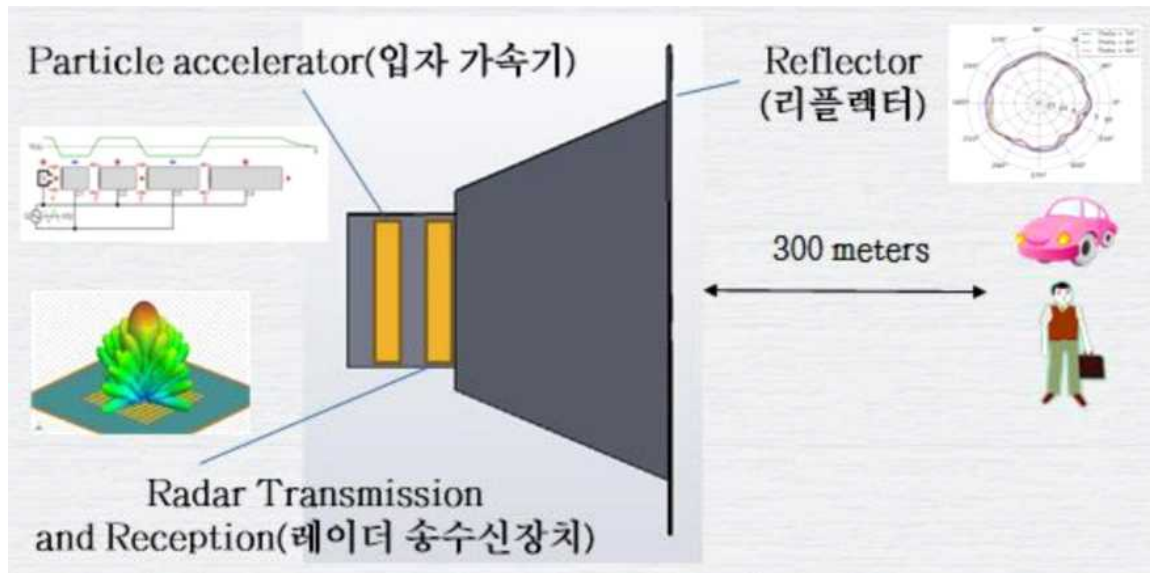 Particle accelerator(입자 가속기)
Reflector
(리플렉터)
300 meters
Radar Transmission
and Reception(레이더 송수신장치)